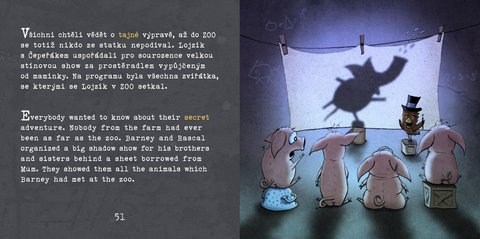 Všichni chtěli vědět o tajné výpravě, až do ZOO
se totiž nikdo ze statku nepodíval. Lojzík
s Čepeřákem uspořádali pro sourozence velkou
stínovou show za prostěradlem vypůjčeným
od maminky. Na programu byla všechna zvířátka,
se kterými se Lojzík v ZOO setkal.
Everybody wanted to know about their secret
adventure. Nobody from the farm had ever
been as far as the zoo. Barney and Rascal
organized a big shadow show for his brothers
and sisters behind a sheet borrowed from
Mum. They showed them all the animals which
Barney had met at the zoo.
51